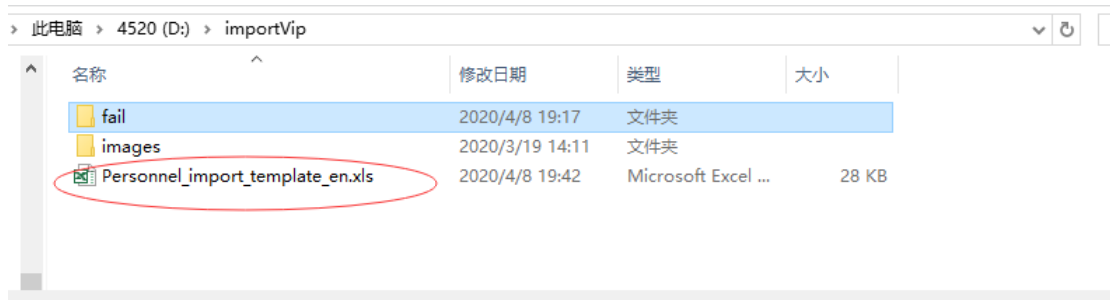 此电脑 > 4520 (D:) > importVip
名称 修改日期 类型 大小
fail 2020/4/8 19:17 文件夹
images 2020/3/19 14:11 文件夹
Personnel_import_template_en.xls 2020/4/8 19:42 Microsoft Excel ... 28 KB